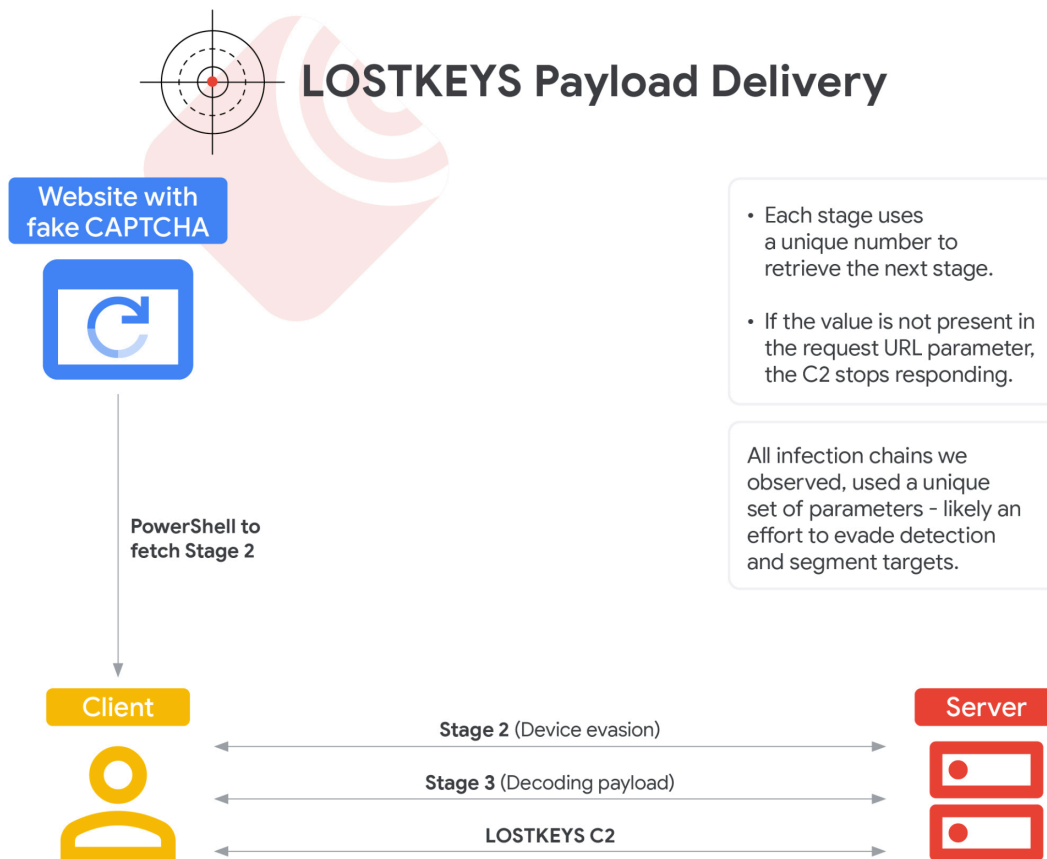 LOSTKEYS Payload Delivery
Website with
fake CAPTCHA
• Each stage uses
a unique number to
retrieve the next stage.
• If the value is not present in
the request URL parameter,
the C2 stops responding.
All infection chains we
observed, used a unique
set of parameters - likely an
effort to evade detection
and segment targets.
PowerShell to
fetch Stage 2
Client
Server
Stage 2 (Device evasion)
Stage 3 (Decoding payload)
LOSTKEYS C2